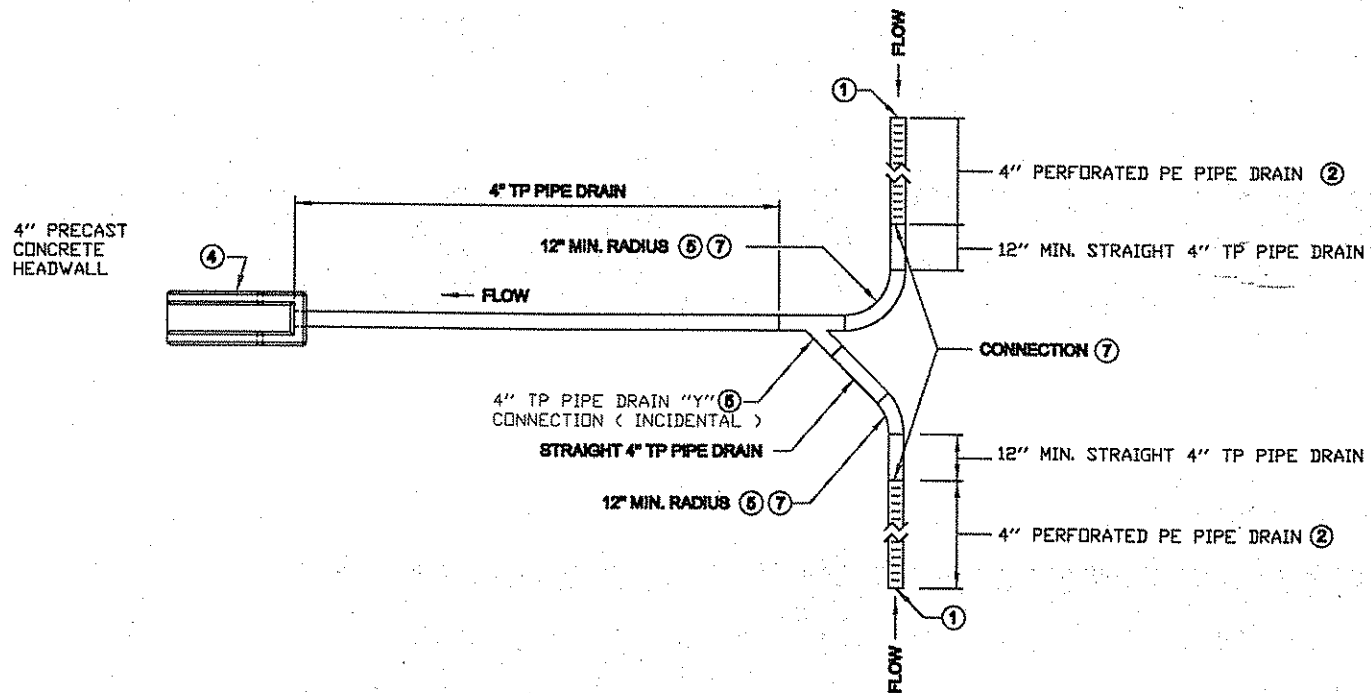 FLOW
①
4" PERFORATED PE PIPE DRAIN ②
4" TP PIPE DRAIN
4" PRECAST
CONCRETE
HEADWALL
④
12" MIN. RADIUS ⑤ ⑦
12" MIN. STRAIGHT 4" TP PIPE DRAIN
FLOW
CONNECTION ⑦
4" TP PIPE DRAIN "Y" ⑤
CONNECTION ( INCIDENTAL )
STRAIGHT 4" TP PIPE DRAIN
12" MIN. STRAIGHT 4" TP PIPE DRAIN
12" MIN. RADIUS ⑤ ⑦
4" PERFORATED PE PIPE DRAIN ②
①
FLOW